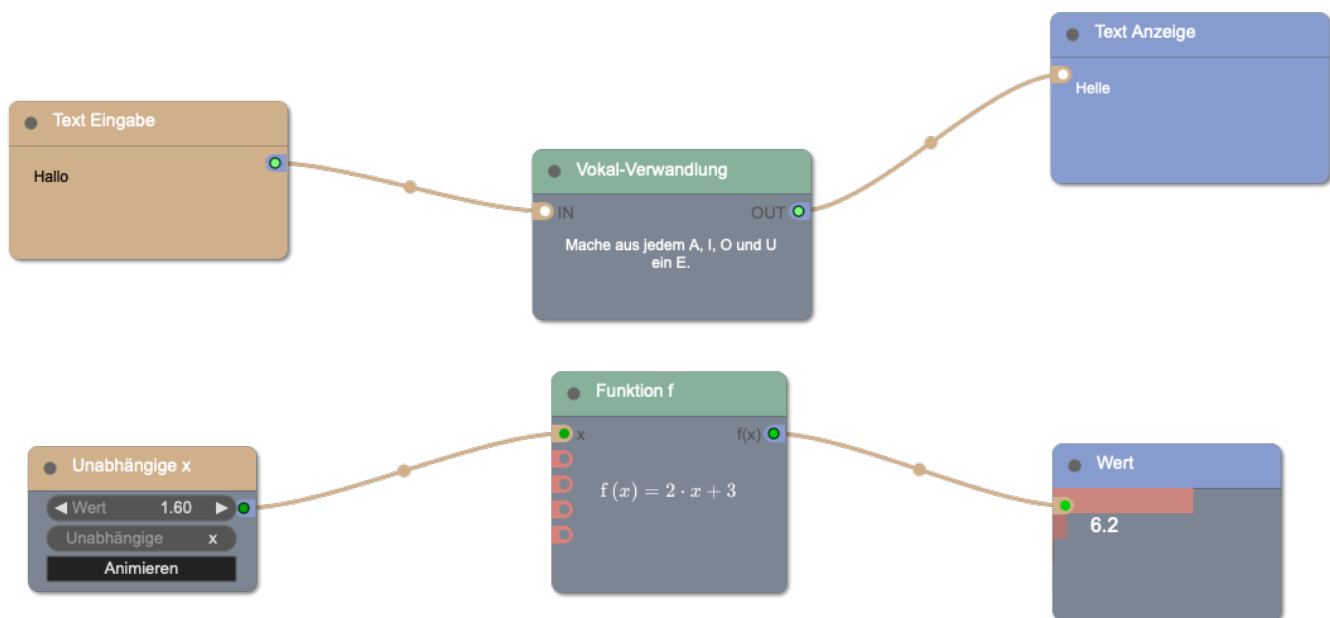 Text Anzeige
Helle
Text Eingabe
Hallo
Vokal-Verwandlung
IN OUT
Mache aus jedem A, I, O und U
ein E.
Funktion f
x f(x)
f (x) = 2 · x + 3
Unabhängige x
Wert 1.60
Unabhängige x
Animieren
Wert
6.2